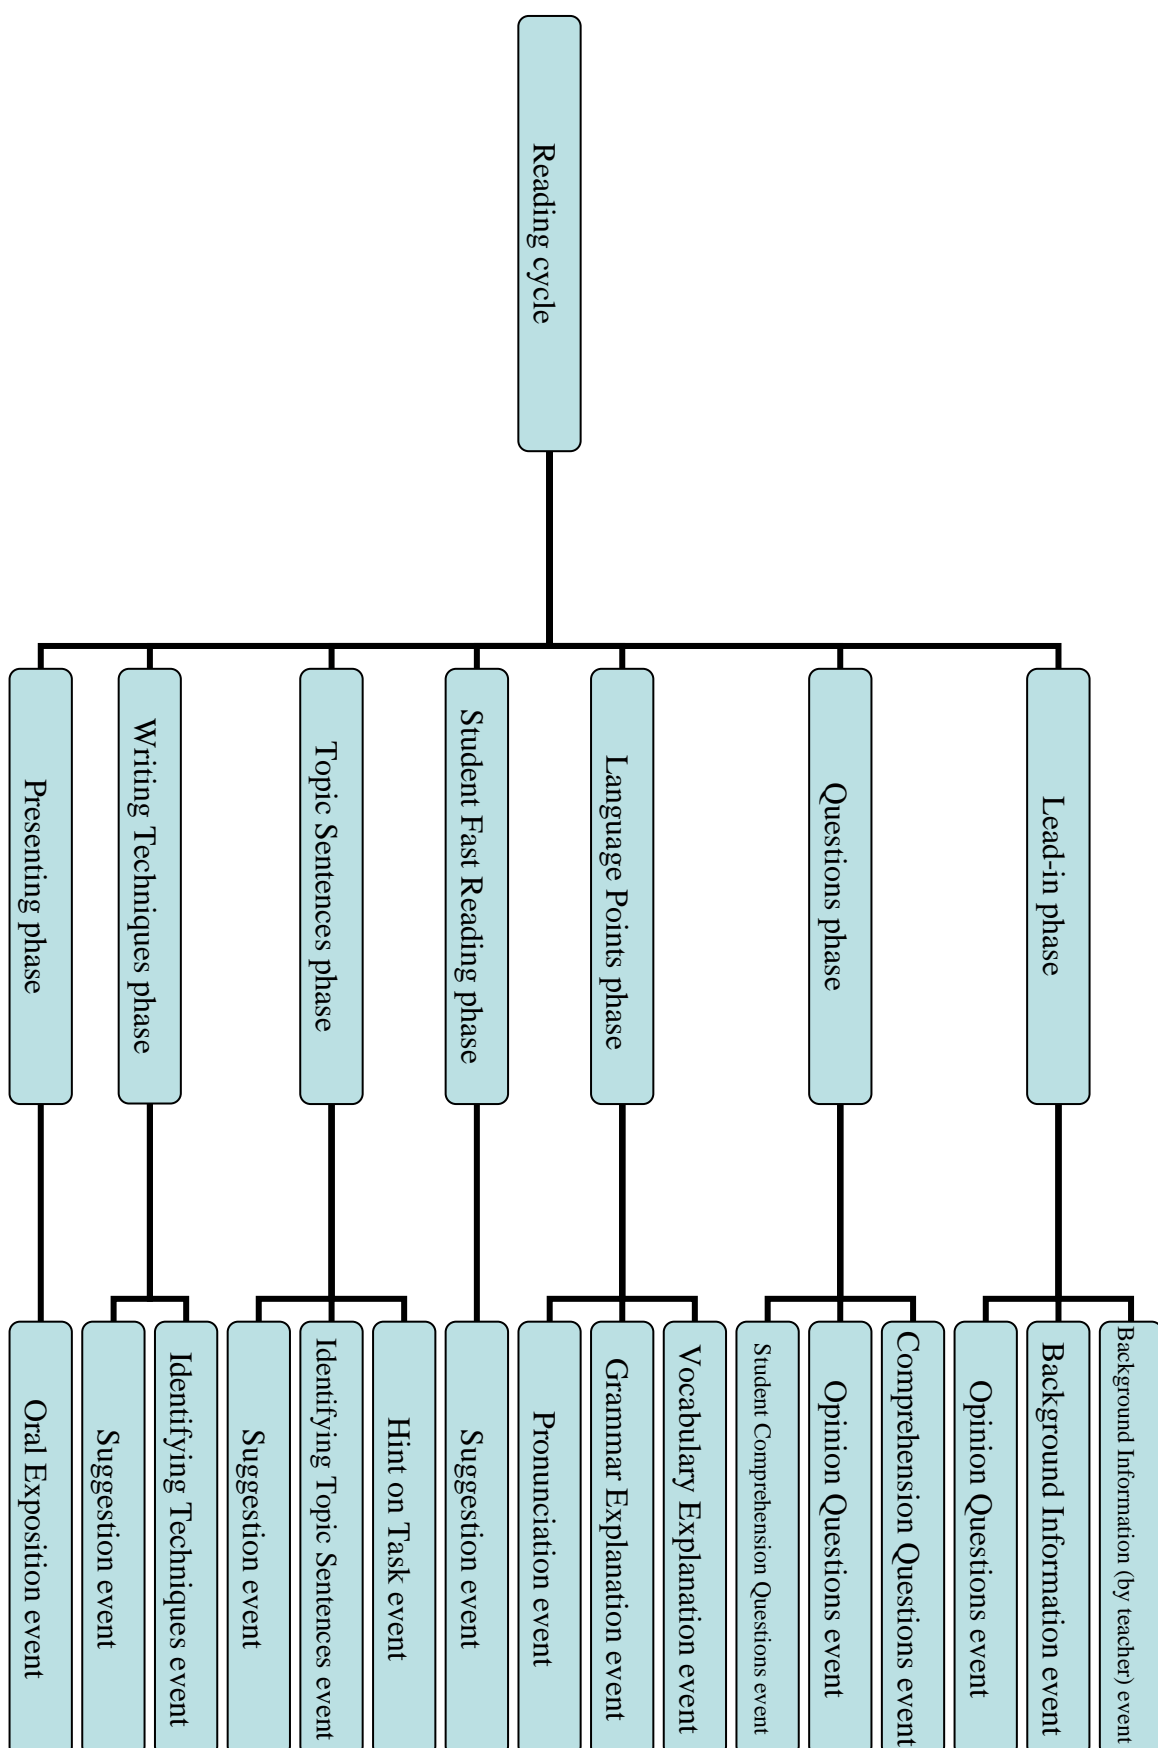 Reading cycle
Lead-in phase
Background Information (by teacher) event
Background Information event
Opinion Questions event
Questions phase
Comprehension Questions event
Opinion Questions event
Student Comprehension Questions event
Language Points phase
Vocabulary Explanation event
Grammar Explanation event
Pronunciation event
Student Fast Reading phase
Suggestion event
Topic Sentences phase
Hint on Task event
Identifying Topic Sentences event
Suggestion event
Writing Techniques phase
Identifying Techniques event
Suggestion event
Presenting phase
Oral Exposition event